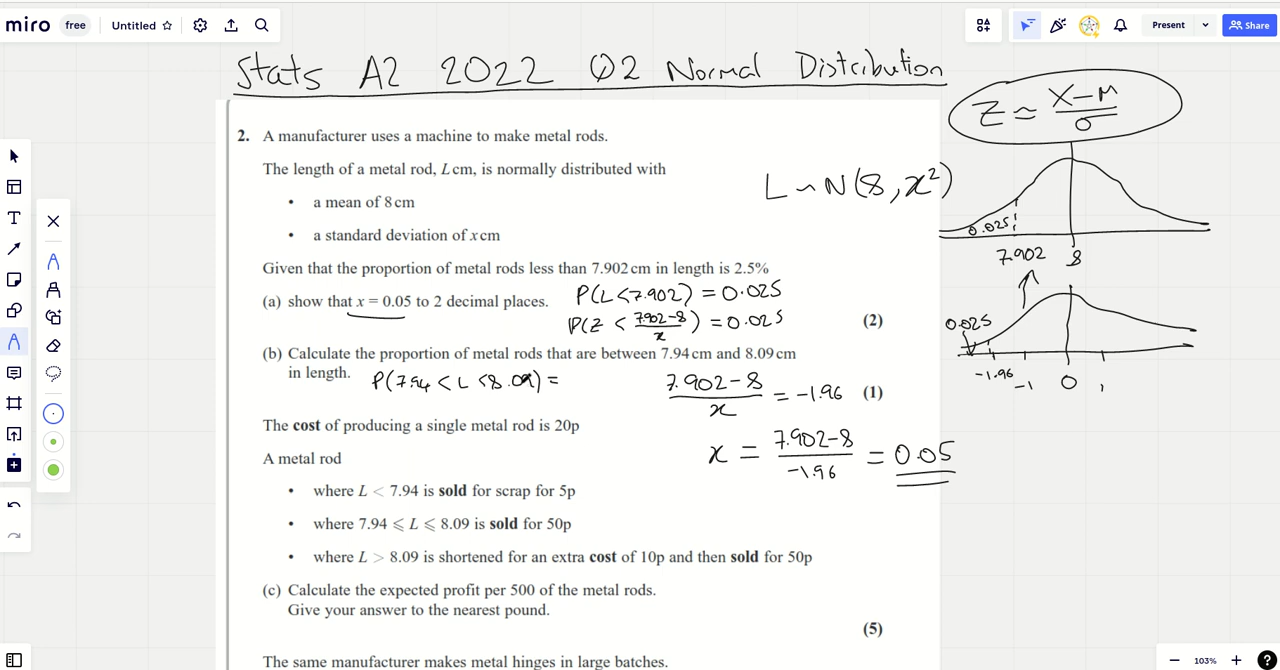 miro free Untitled Present Share
Stats A2 2022 Q2 Normal Distribution
Z = X-μ / σ
2. A manufacturer uses a machine to make metal rods.
The length of a metal rod, L cm, is normally distributed with
L ~ N(8, x²)
• a mean of 8 cm
• a standard deviation of x cm
0.025
7.902 8
Given that the proportion of metal rods less than 7.902 cm in length is 2.5%
(a) show that x = 0.05 to 2 decimal places.
P(L < 7.902) = 0.025
P(Z < 7.902-8 / x) = 0.025
(2)
0.025
-1.96 -1 0 1
(b) Calculate the proportion of metal rods that are between 7.94 cm and 8.09 cm
in length.
P(7.94 < L < 8.09) =
7.902-8 / x = -1.96
(1)
The cost of producing a single metal rod is 20p
x = 7.902-8 / -1.96 = 0.05
A metal rod
• where L < 7.94 is sold for scrap for 5p
• where 7.94 ⩽ L ⩽ 8.09 is sold for 50p
• where L > 8.09 is shortened for an extra cost of 10p and then sold for 50p
(c) Calculate the expected profit per 500 of the metal rods.
Give your answer to the nearest pound.
(5)
The same manufacturer makes metal hinges in large batches.
103%